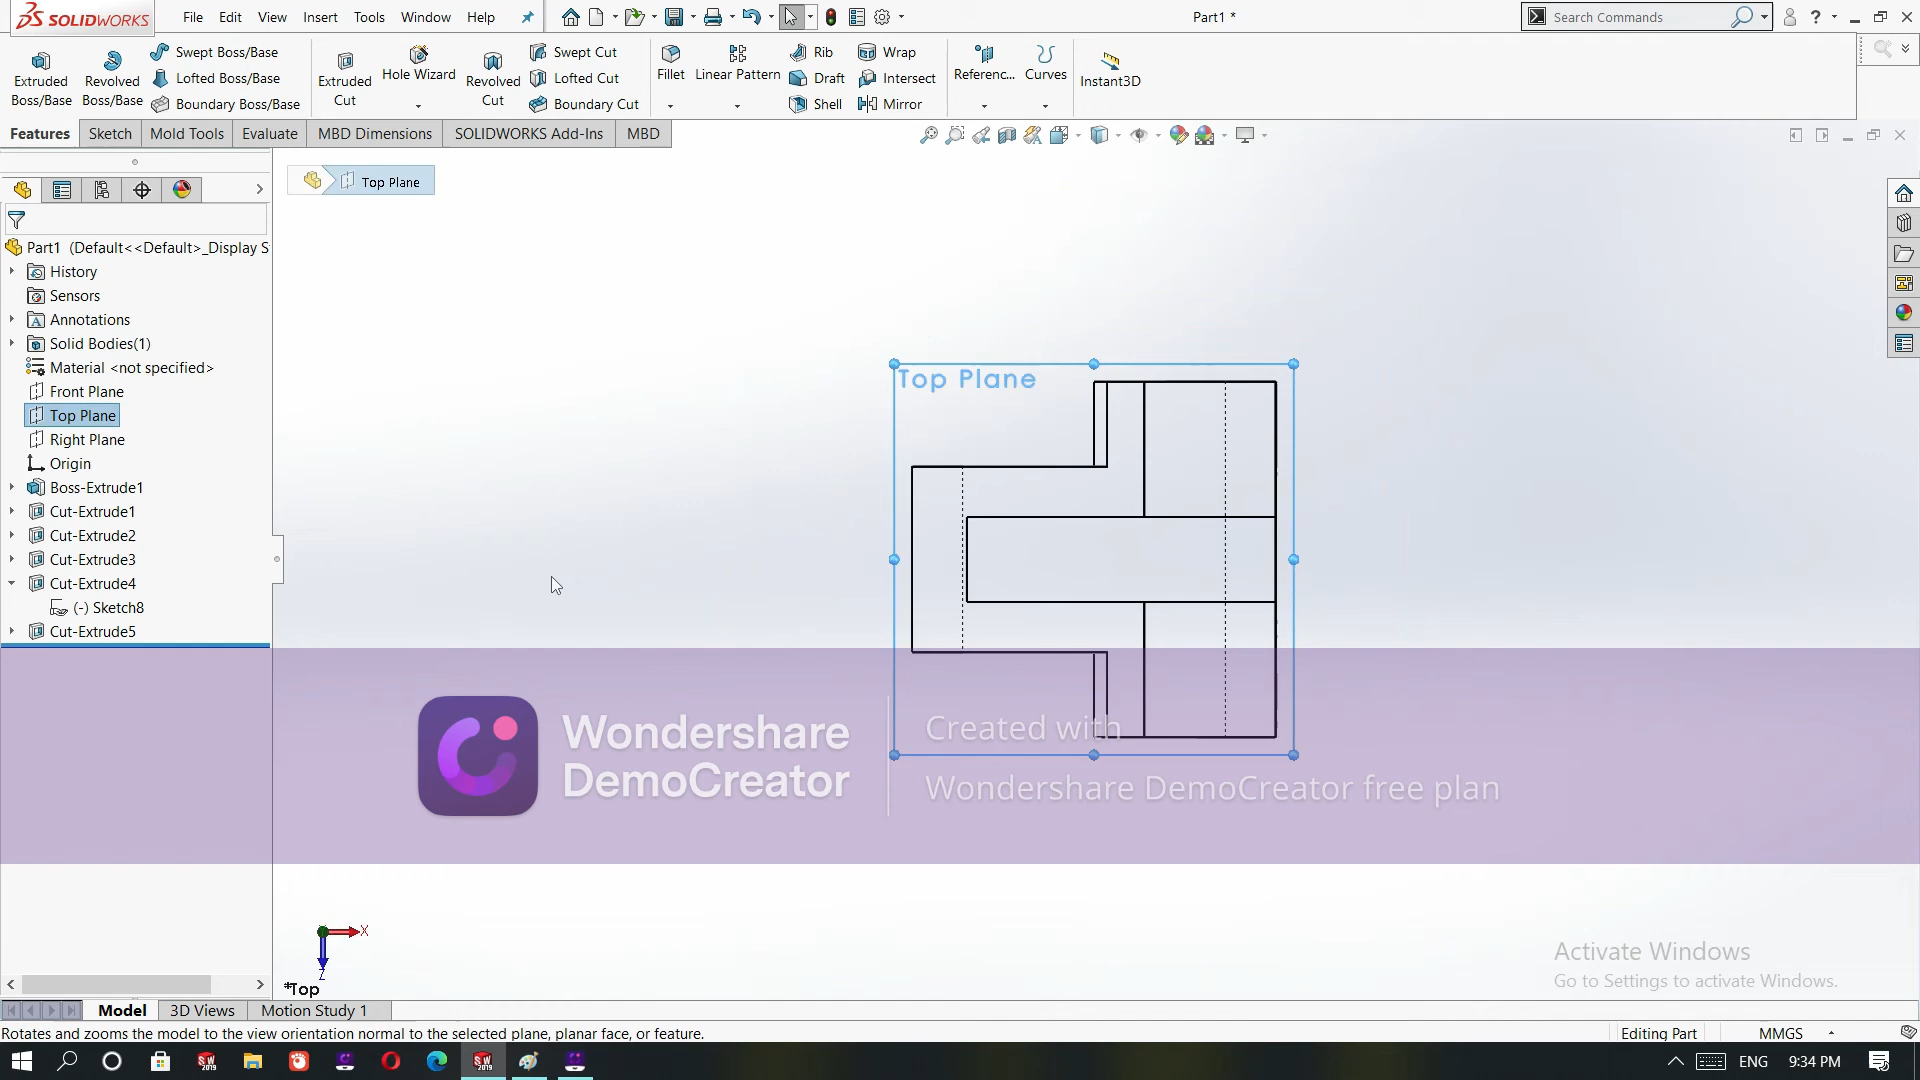 SOLIDWORKS File Edit View Insert Tools Window Help Part1 * Search Commands ?
Extruded Boss/Base Revolved Boss/Base Swept Boss/Base Lofted Boss/Base Boundary Boss/Base Extruded Cut Hole Wizard Revolved Cut Swept Cut Lofted Cut Boundary Cut Fillet Linear Pattern Rib Draft Shell Wrap Intersect Mirror Referenc... Curves Instant3D
Features Sketch Mold Tools Evaluate MBD Dimensions SOLIDWORKS Add-Ins MBD
Top Plane
Part1 (Default<<Default>_Display S
History
Sensors
Annotations
Solid Bodies(1)
Material <not specified>
Front Plane
Top Plane
Right Plane
Origin
Boss-Extrude1
Cut-Extrude1
Cut-Extrude2
Cut-Extrude3
Cut-Extrude4
(-) Sketch8
Cut-Extrude5
Top Plane
Wondershare
DemoCreator
Created with
Wondershare DemoCreator free plan
X
Z
*Top
Activate Windows
Go to Settings to activate Windows.
Model 3D Views Motion Study 1
Rotates and zooms the model to the view orientation normal to the selected plane, planar face, or feature. Editing Part MMGS
SW 2019 SW 2019 ENG 9:34 PM